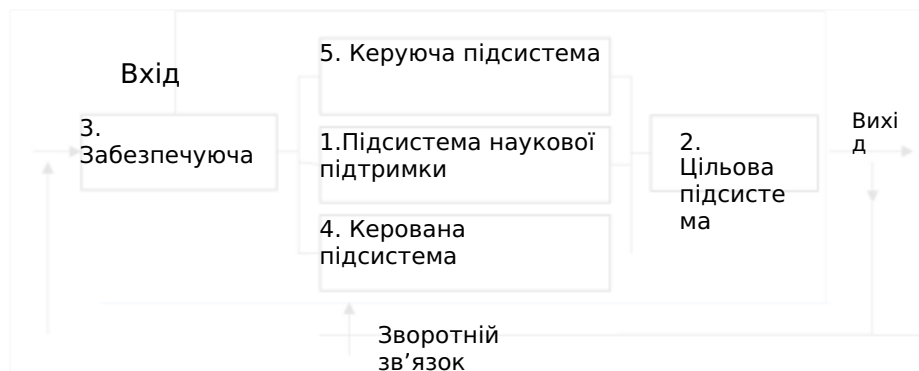 5. Керуюча підсистема
Вхід
3.
Забезпечуюча
1.Підсистема наукової
підтримки
2.
Цільова
підсисте
ма
Вихі
д
4. Керована
підсистема
Зворотній
зв’язок